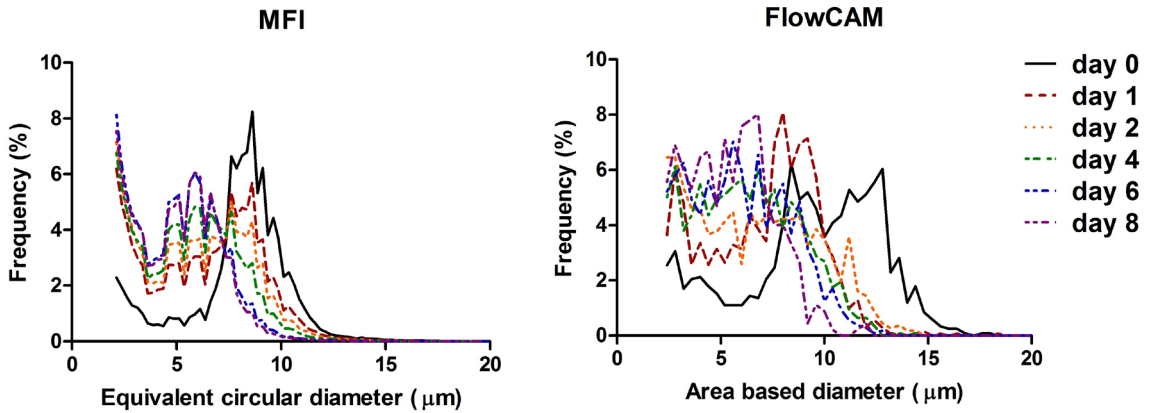 MFI
FlowCAM
10
8
6
4
2
0
Frequency (%)
0
5
10
15
20
Equivalent circular diameter ( μm)
10
8
6
4
2
0
Frequency (%)
0
5
10
15
20
Area based diameter ( μm)
day 0
day 1
day 2
day 4
day 6
day 8